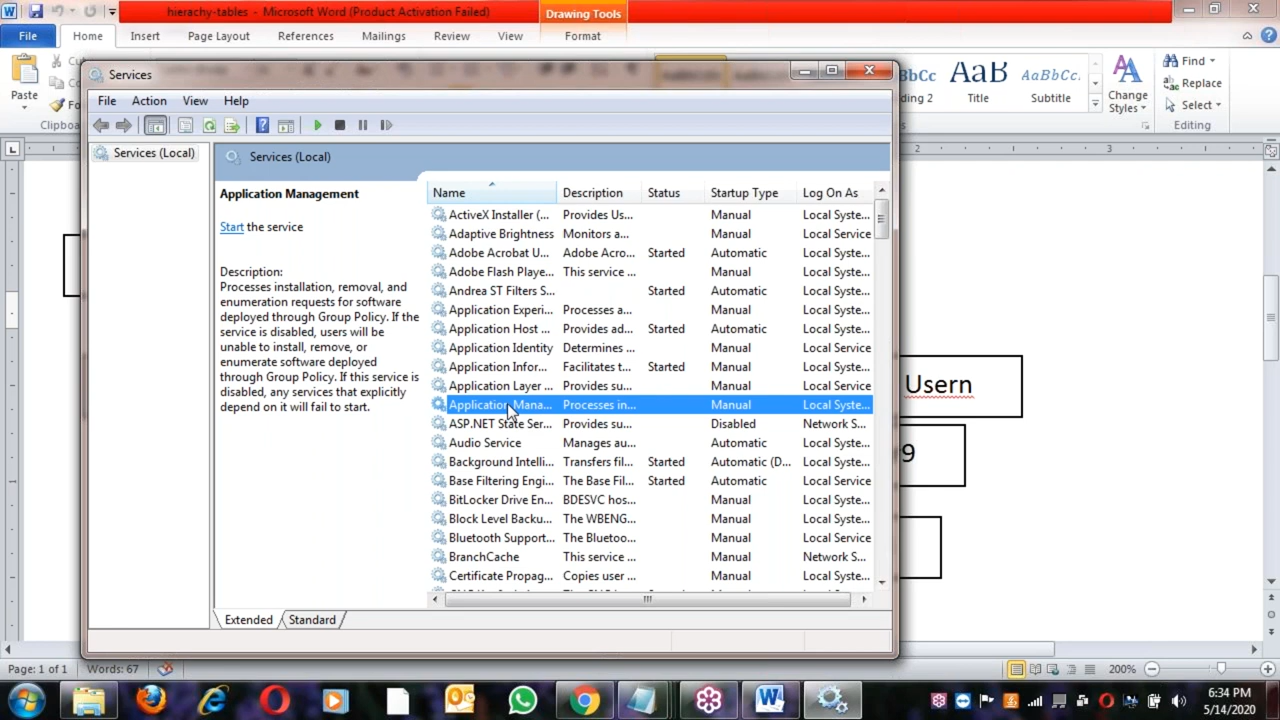 hierachy-tables - Microsoft Word (Product Activation Failed)
Drawing Tools
File Home Insert Page Layout References Mailings Review View Format
Paste
Cu
Co
Fo
Clipboa
bCc AaB AaBbCc.
ding 2 Title Subtitle
Change
Styles
Find
Replace
Select
Editing
Services
File Action View Help
Services (Local)
Services (Local)
Application Management
Start the service
Description:
Processes installation, removal, and
enumeration requests for software
deployed through Group Policy. If the
service is disabled, users will be
unable to install, remove, or
enumerate software deployed
through Group Policy. If this service is
disabled, any services that explicitly
depend on it will fail to start.
Name Description Status Startup Type Log On As
ActiveX Installer (... Provides Us... Manual Local Syste...
Adaptive Brightness Monitors a... Manual Local Service
Adobe Acrobat U... Adobe Acro... Started Automatic Local Syste...
Adobe Flash Playe... This service ... Manual Local Syste...
Andrea ST Filters S... Started Automatic Local Syste...
Application Experi... Processes a... Manual Local Syste...
Application Host ... Provides ad... Started Automatic Local Syste...
Application Identity Determines ... Manual Local Service
Application Infor... Facilitates t... Started Manual Local Syste...
Application Layer ... Provides su... Manual Local Service
Application Mana... Processes in... Manual Local Syste...
ASP.NET State Ser... Provides su... Disabled Network S...
Audio Service Manages au... Automatic Local Syste...
Background Intelli... Transfers fil... Started Automatic (D... Local Syste...
Base Filtering Engi... The Base Fil... Started Automatic Local Service
BitLocker Drive En... BDESVC hos... Manual Local Syste...
Block Level Backu... The WBENG... Manual Local Syste...
Bluetooth Support... The Bluetoo... Manual Local Service
BranchCache This service ... Manual Network S...
Certificate Propag... Copies user ... Manual Local Syste...
Extended Standard
2 3
Usern
9
Page: 1 of 1 Words: 67 200%
6:34 PM
5/14/2020